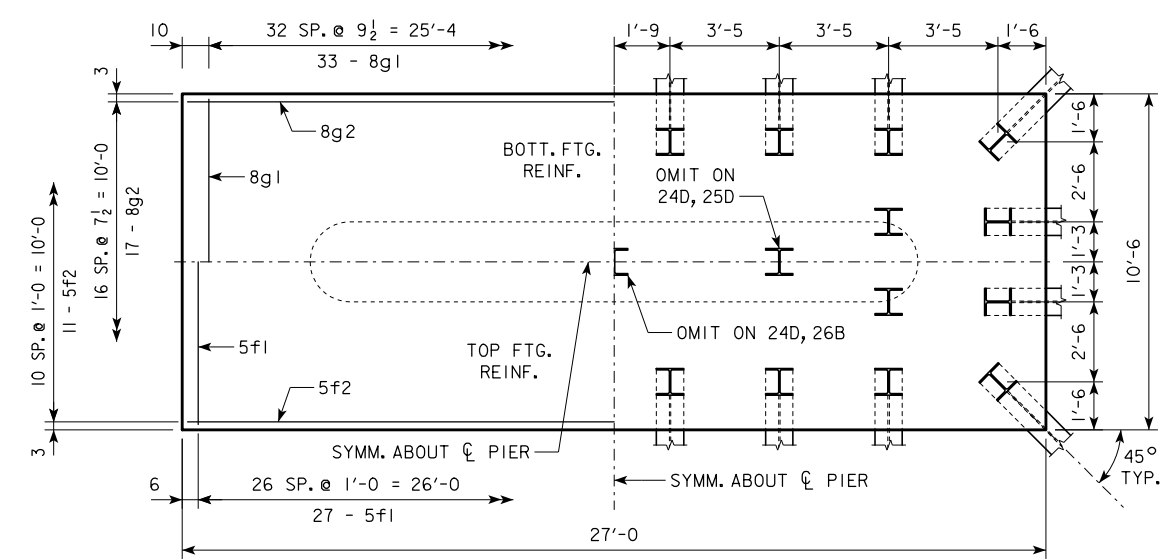 10
32 SP. @ 9½ = 25'-4
33 - 8g1
1'-9
3'-5
3'-5
3'-5
1'-6
3
8g2
BOTT. FTG.
REINF.
8g1
OMIT ON
24D, 25D
16 SP. @ 7½ = 10'-0
17 - 8g2
10 SP. @ 1'-0 = 10'-0
11 - 5f2
1'-6
2'-6
1'-3
1'-3
2'-6
1'-6
10'-6
5f1
TOP FTG.
REINF.
OMIT ON 24D, 26B
5f2
3
SYMM. ABOUT ℄ PIER
SYMM. ABOUT ℄ PIER
45°
TYP.
6
26 SP. @ 1'-0 = 26'-0
27 - 5f1
27'-0